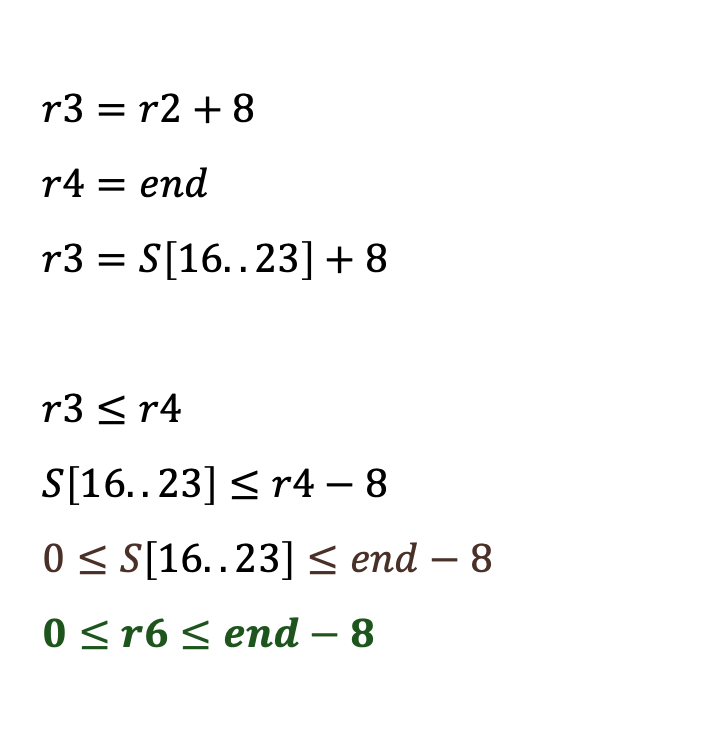 r3 = r2 + 8
r4 = end
r3 = S[16..23] + 8
r3 ≤ r4
S[16..23] ≤ r4 − 8
0 ≤ S[16..23] ≤ end − 8
0 ≤ r6 ≤ end − 8